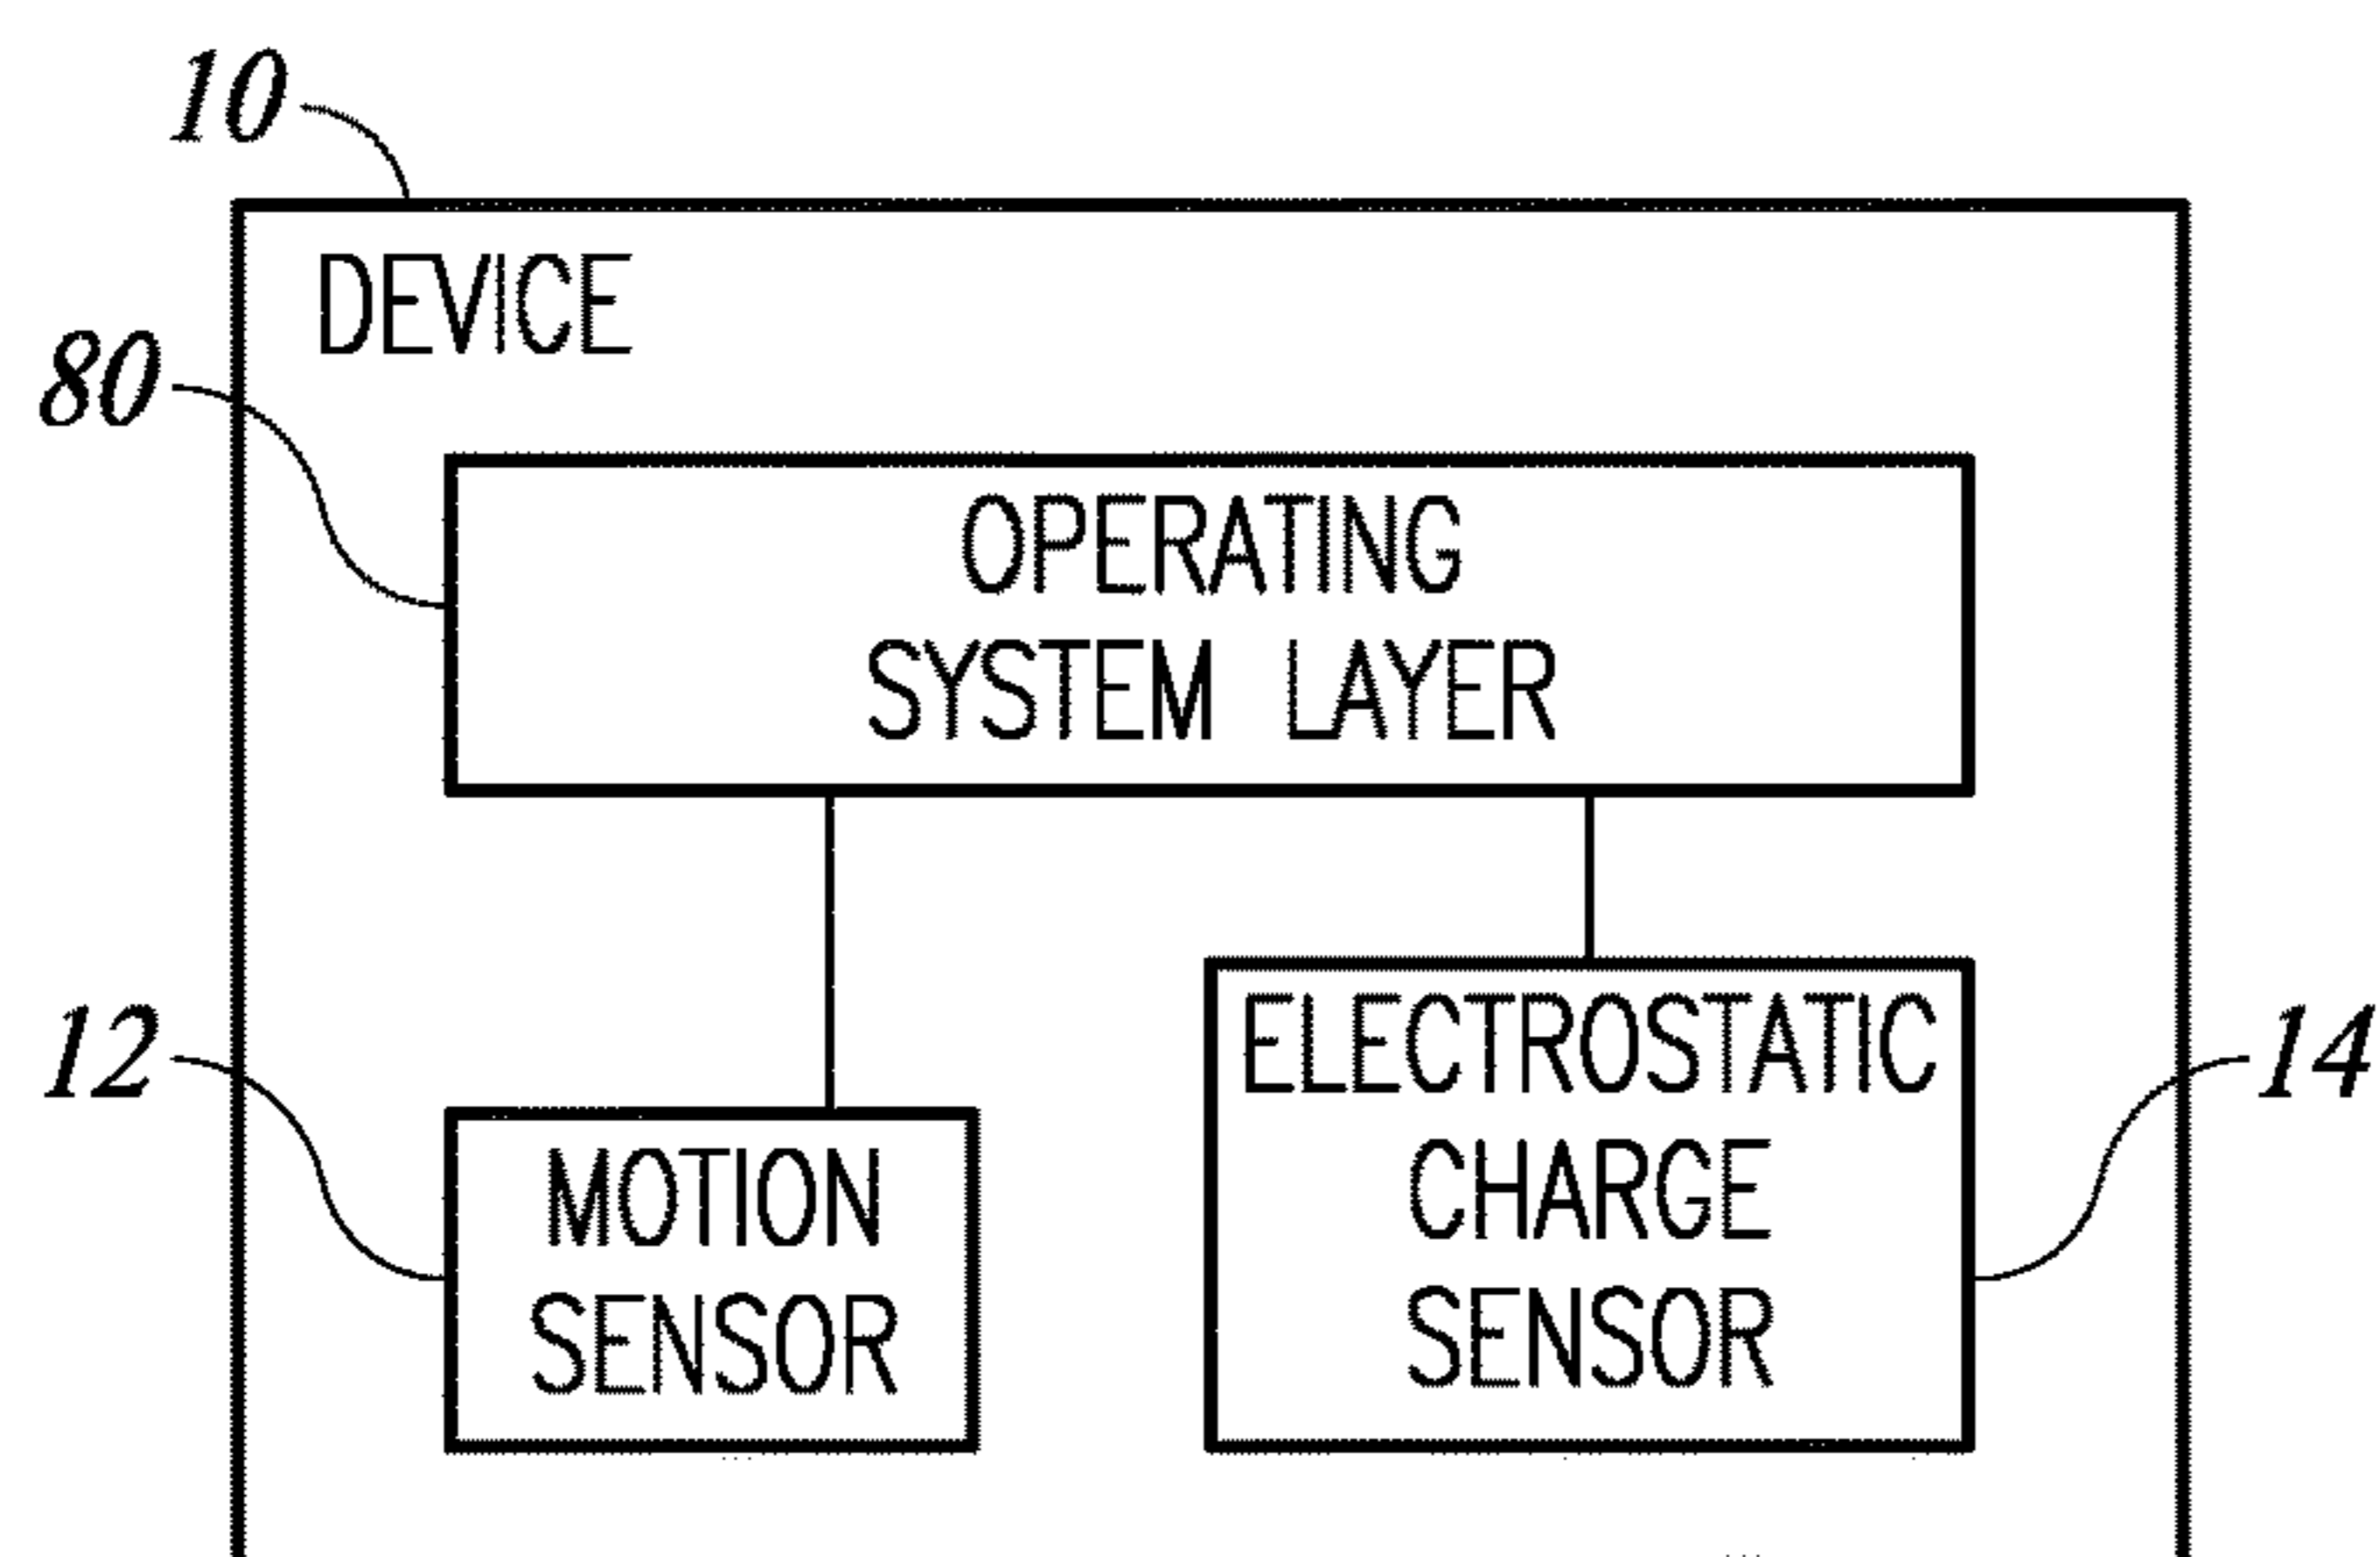 10
DEVICE
80
OPERATING
SYSTEM LAYER
12
MOTION
SENSOR
ELECTROSTATIC
CHARGE
SENSOR
14